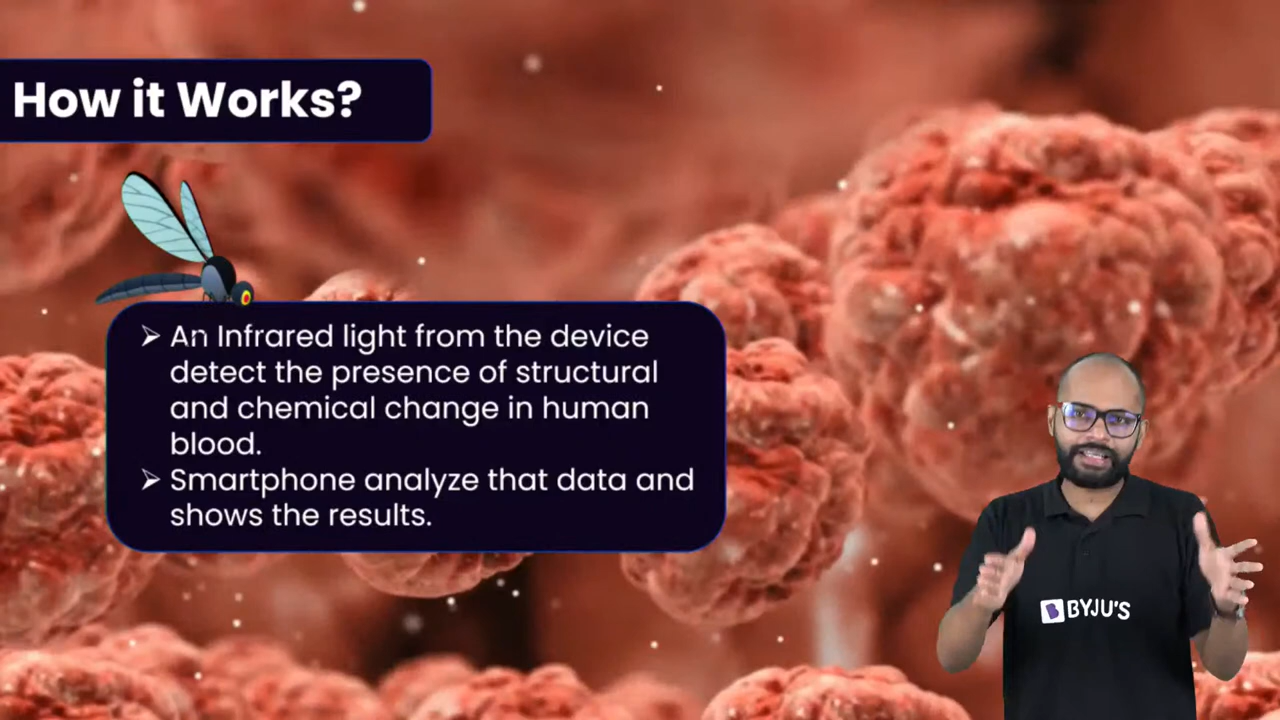 How it Works?
➢ An Infrared light from the device
detect the presence of structural
and chemical change in human
blood.
➢ Smartphone analyze that data and
shows the results.
BYJU'S